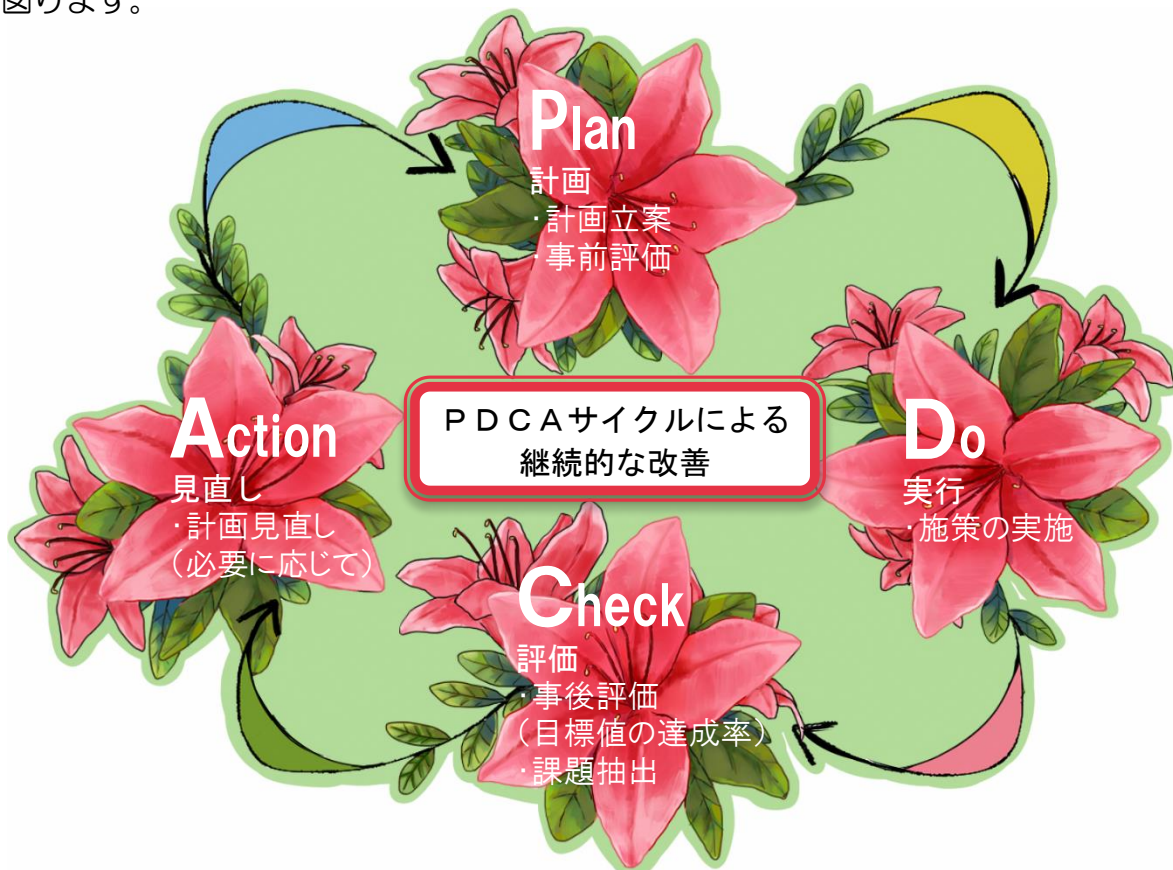 図ります。
Plan
計画
・計画立案
・事前評価
Do
実行
・施策の実施
PDCAサイクルによる
継続的な改善
Check
評価
・事後評価
（目標値の達成率）
・課題抽出
Action
見直し
・計画見直し
（必要に応じて）